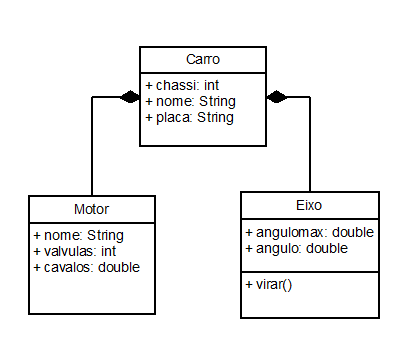 Carro
+ chassi: int
+ nome: String
+ placa: String
Motor
+ nome: String
+ valvulas: int
+ cavalos: double
Eixo
+ angulomax: double
+ angulo: double
+ virar()